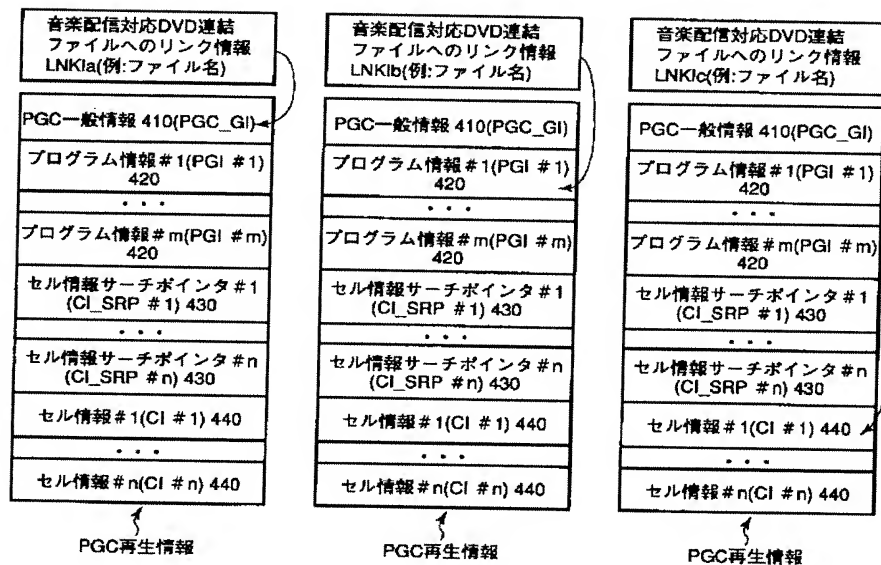 音楽配信対応DVD連結
ファイルへのリンク情報
LNKIa(例:ファイル名)
PGC一般情報 410(PGC_GI)
プログラム情報#1(PGI #1)
420
・・・
プログラム情報#m(PGI #m)
420
セル情報サーチポインタ#1
(CI_SRP #1) 430
・・・
セル情報サーチポインタ#n
(CI_SRP #n) 430
セル情報#1(CI #1) 440
・・・
セル情報#n(CI #n) 440
PGC再生情報
音楽配信対応DVD連結
ファイルへのリンク情報
LNKIb(例:ファイル名)
PGC一般情報 410(PGC_GI)
プログラム情報#1(PGI #1)
420
・・・
プログラム情報#m(PGI #m)
420
セル情報サーチポインタ#1
(CI_SRP #1) 430
・・・
セル情報サーチポインタ#n
(CI_SRP #n) 430
セル情報#1(CI #1) 440
・・・
セル情報#n(CI #n) 440
PGC再生情報
音楽配信対応DVD連結
ファイルへのリンク情報
LNKIc(例:ファイル名)
PGC一般情報 410(PGC_GI)
プログラム情報#1(PGI #1)
420
・・・
プログラム情報#m(PGI #m)
420
セル情報サーチポインタ#1
(CI_SRP #1) 430
・・・
セル情報サーチポインタ#n
(CI_SRP #n) 430
セル情報#1(CI #1) 440
・・・
セル情報#n(CI #n) 440
PGC再生情報